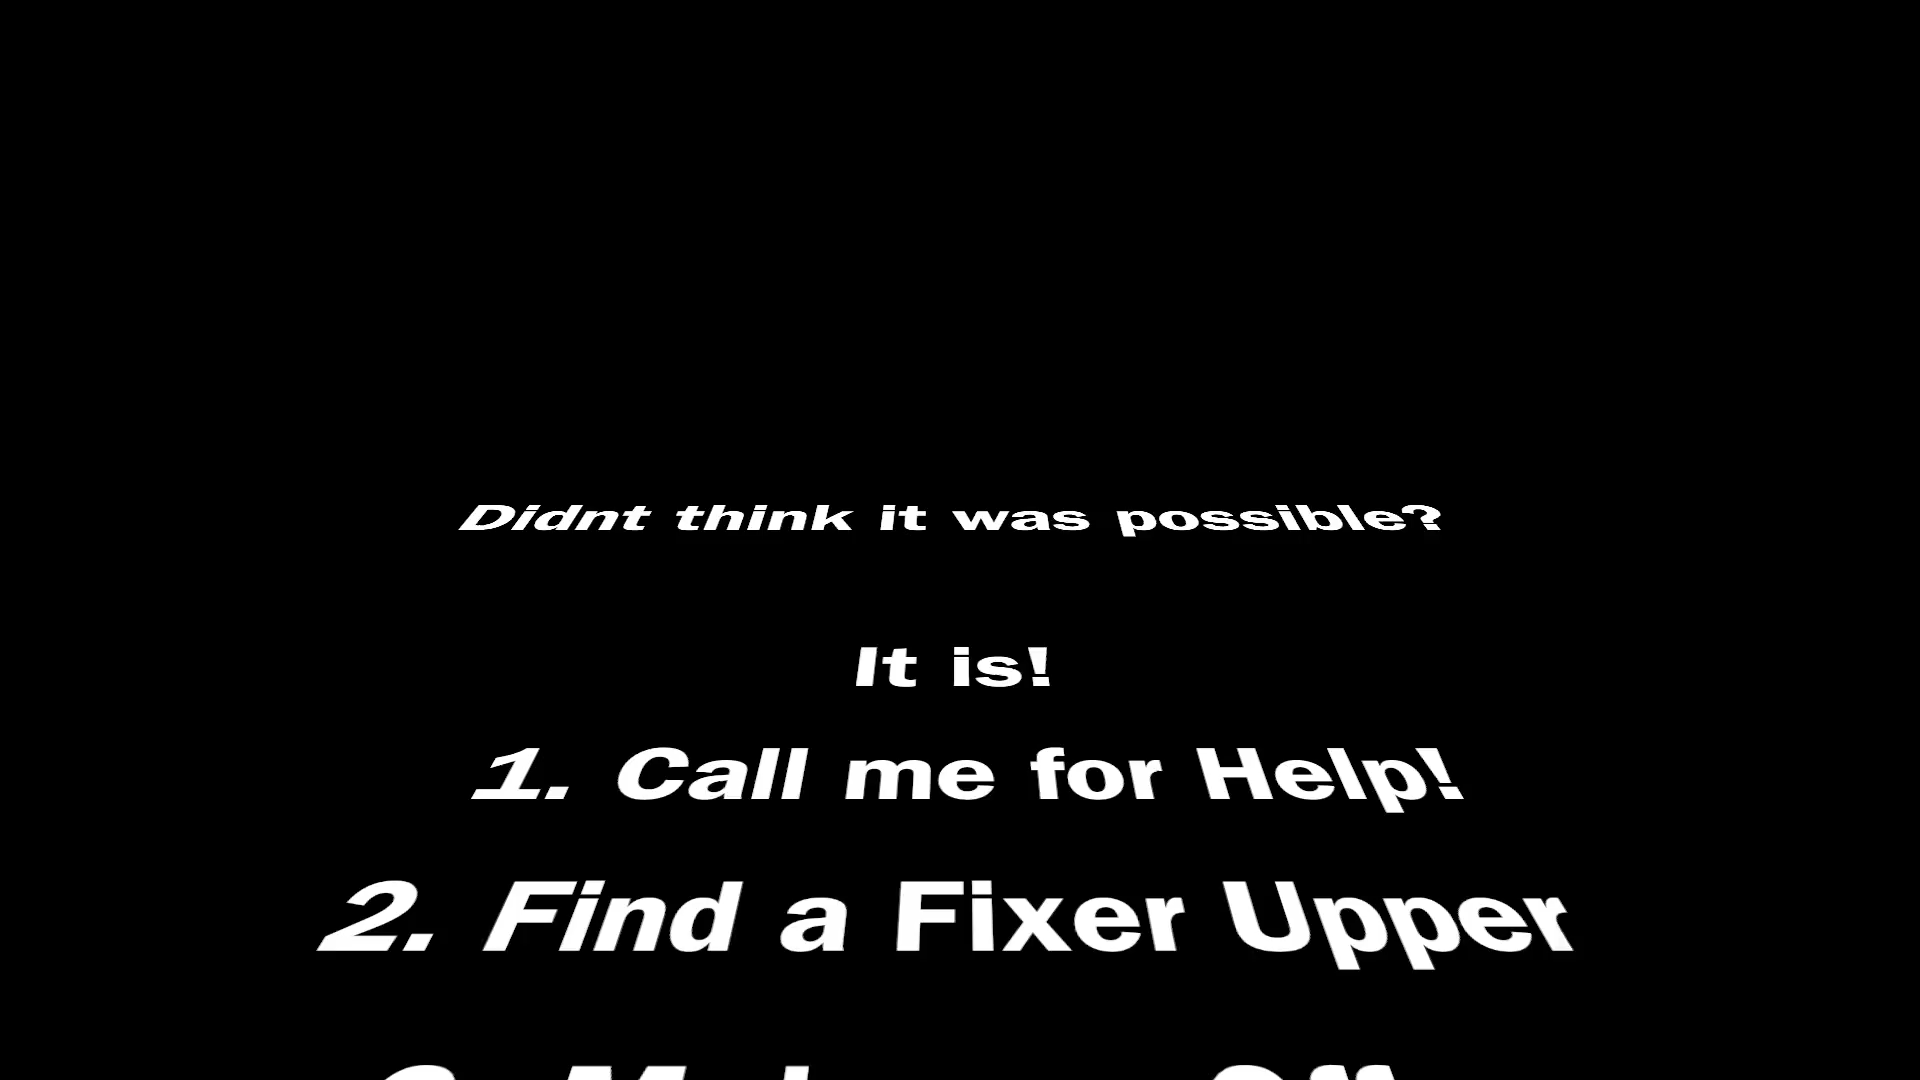 Didnt think it was possible?
It is!
1. Call me for Help!
2. Find a Fixer Upper